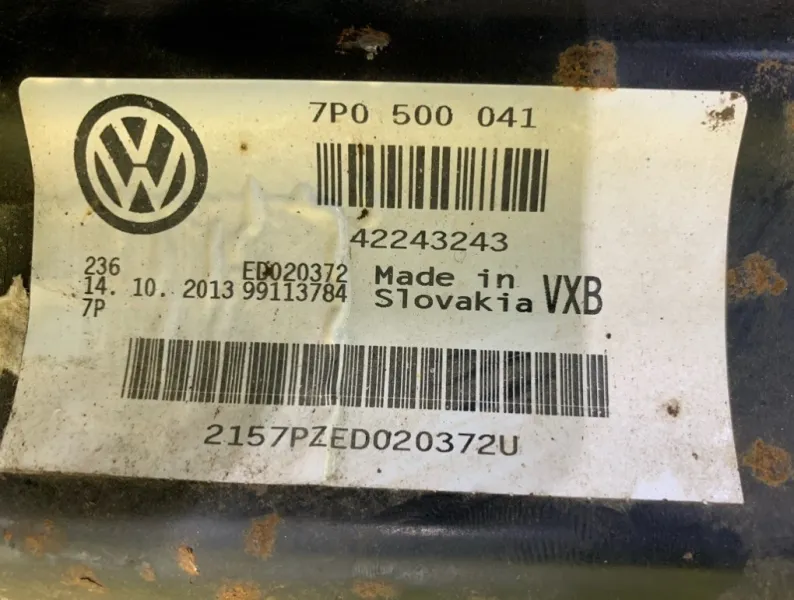 7P0 500 041
42243243
236 ED020372
14. 10. 2013 99113784
7P
Made in
Slovakia VXB
2157PZED020372U